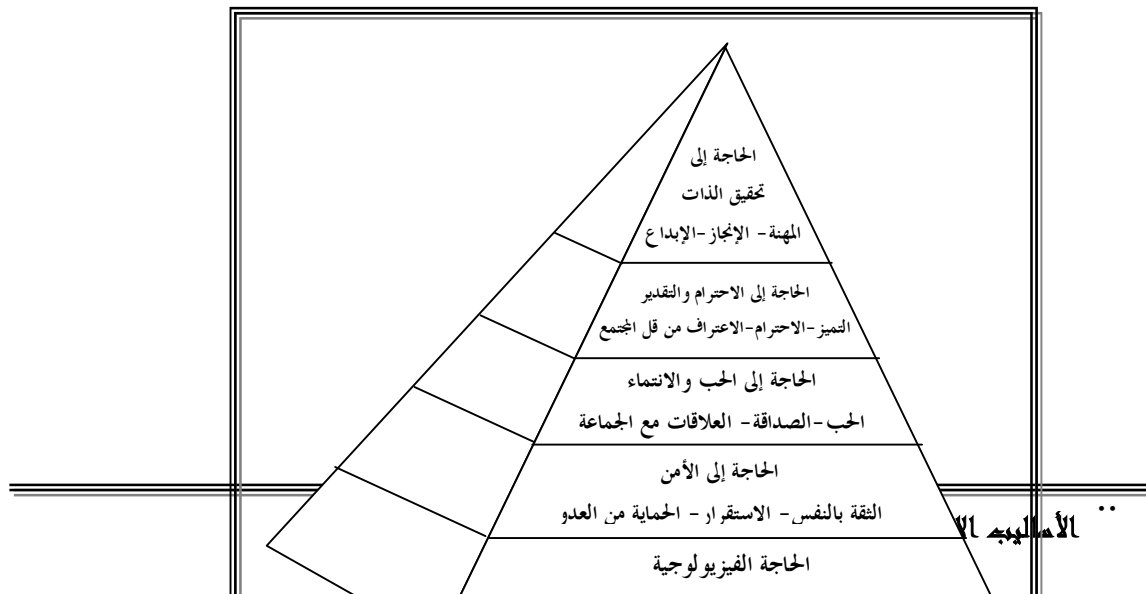 الحاجة إلى
تحقيق الذات
المهنة- الإنجاز-الإبداع
الحاجة إلى الاحترام والتقدير
التميز-الاحترام-الاعتراف من قل المجتمع
الحاجة إلى الحب والانتماء
الحب-الصداقة- العلاقات مع الجماعة
الحاجة إلى الأمن
الثقة بالنفس- الاستقرار - الحماية من العدو
الأساليب
الحاجة الفيزيولوجية